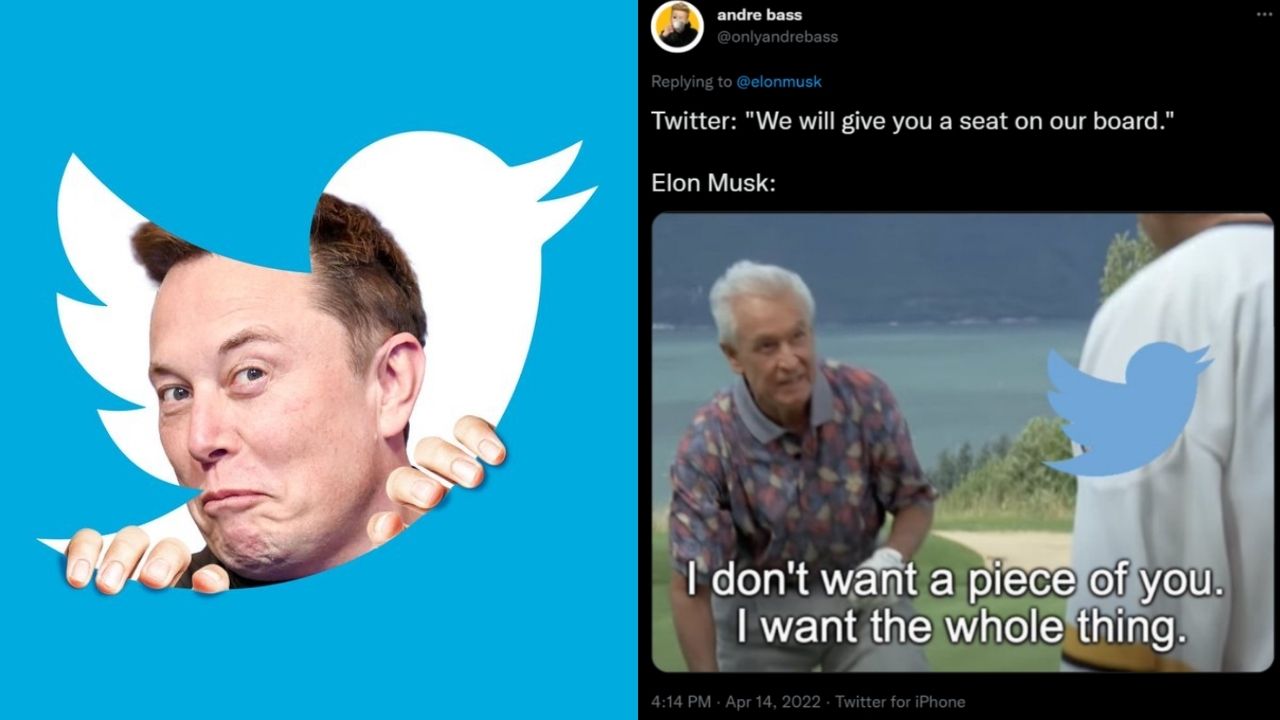 andre bass
@onlyandrebass
Replying to @elonmusk
Twitter: "We will give you a seat on our board."
Elon Musk:
I don't want a piece of you.
I want the whole thing.
4:14 PM · Apr 14, 2022 · Twitter for iPhone